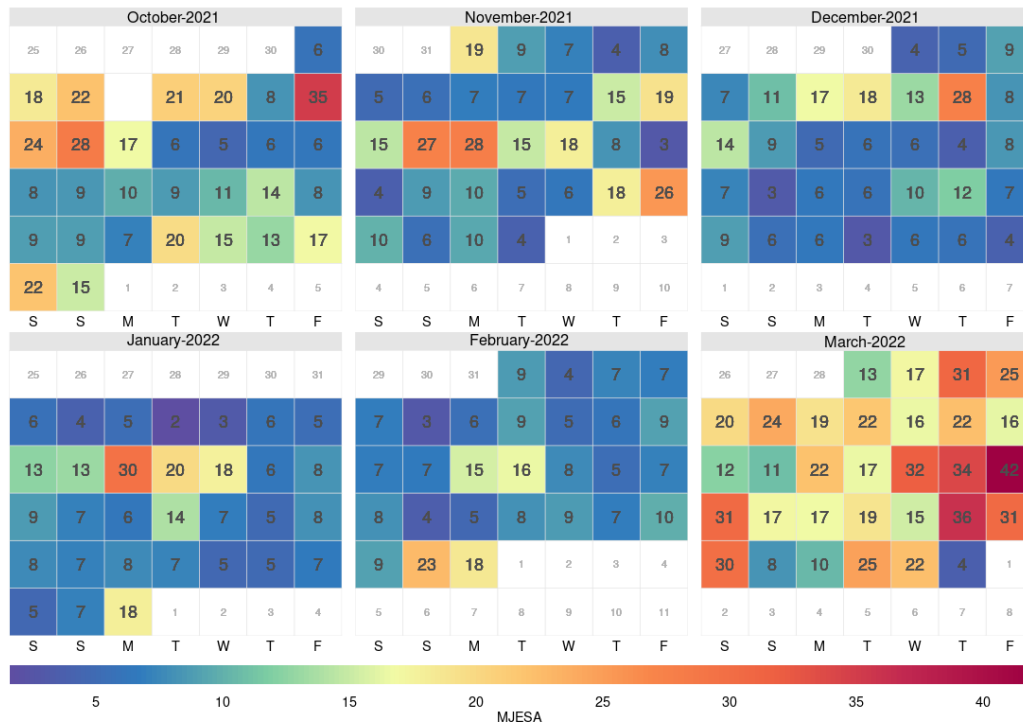 October-2021 November-2021 December-2021
25 26 27 28 29 30 6 30 31 19 9 7 4 8 27 28 29 30 4 5 9
18 22 21 20 8 35 5 6 7 7 7 15 19 7 11 17 18 13 28 8
24 28 17 6 5 6 6 15 27 28 15 18 8 3 14 9 5 6 6 4 8
8 9 10 9 11 14 8 4 9 10 5 6 18 26 7 3 6 6 10 12 7
9 9 7 20 15 13 17 10 6 10 4 1 2 3 9 6 6 3 6 6 4
22 15 1 2 3 4 5 4 5 6 7 8 9 10 1 2 3 4 5 6 7
S S M T W T F S S M T W T F S S M T W T F
January-2022 February-2022 March-2022
25 26 27 28 29 30 31 29 30 31 9 4 7 7 26 27 28 13 17 31 25
6 4 5 2 3 6 5 7 3 6 9 5 6 9 20 24 19 22 16 22 16
13 13 30 20 18 6 8 7 7 15 16 8 5 7 12 11 22 17 32 34 42
9 7 6 14 7 5 8 8 4 5 8 9 7 10 31 17 17 19 15 36 31
8 7 8 7 5 5 7 9 23 18 1 2 3 4 30 8 10 25 22 4 1
5 7 18 1 2 3 4 5 6 7 8 9 10 11 2 3 4 5 6 7 8
S S M T W T F S S M T W T F S S M T W T F
5 10 15 20 25 30 35 40
MJESA